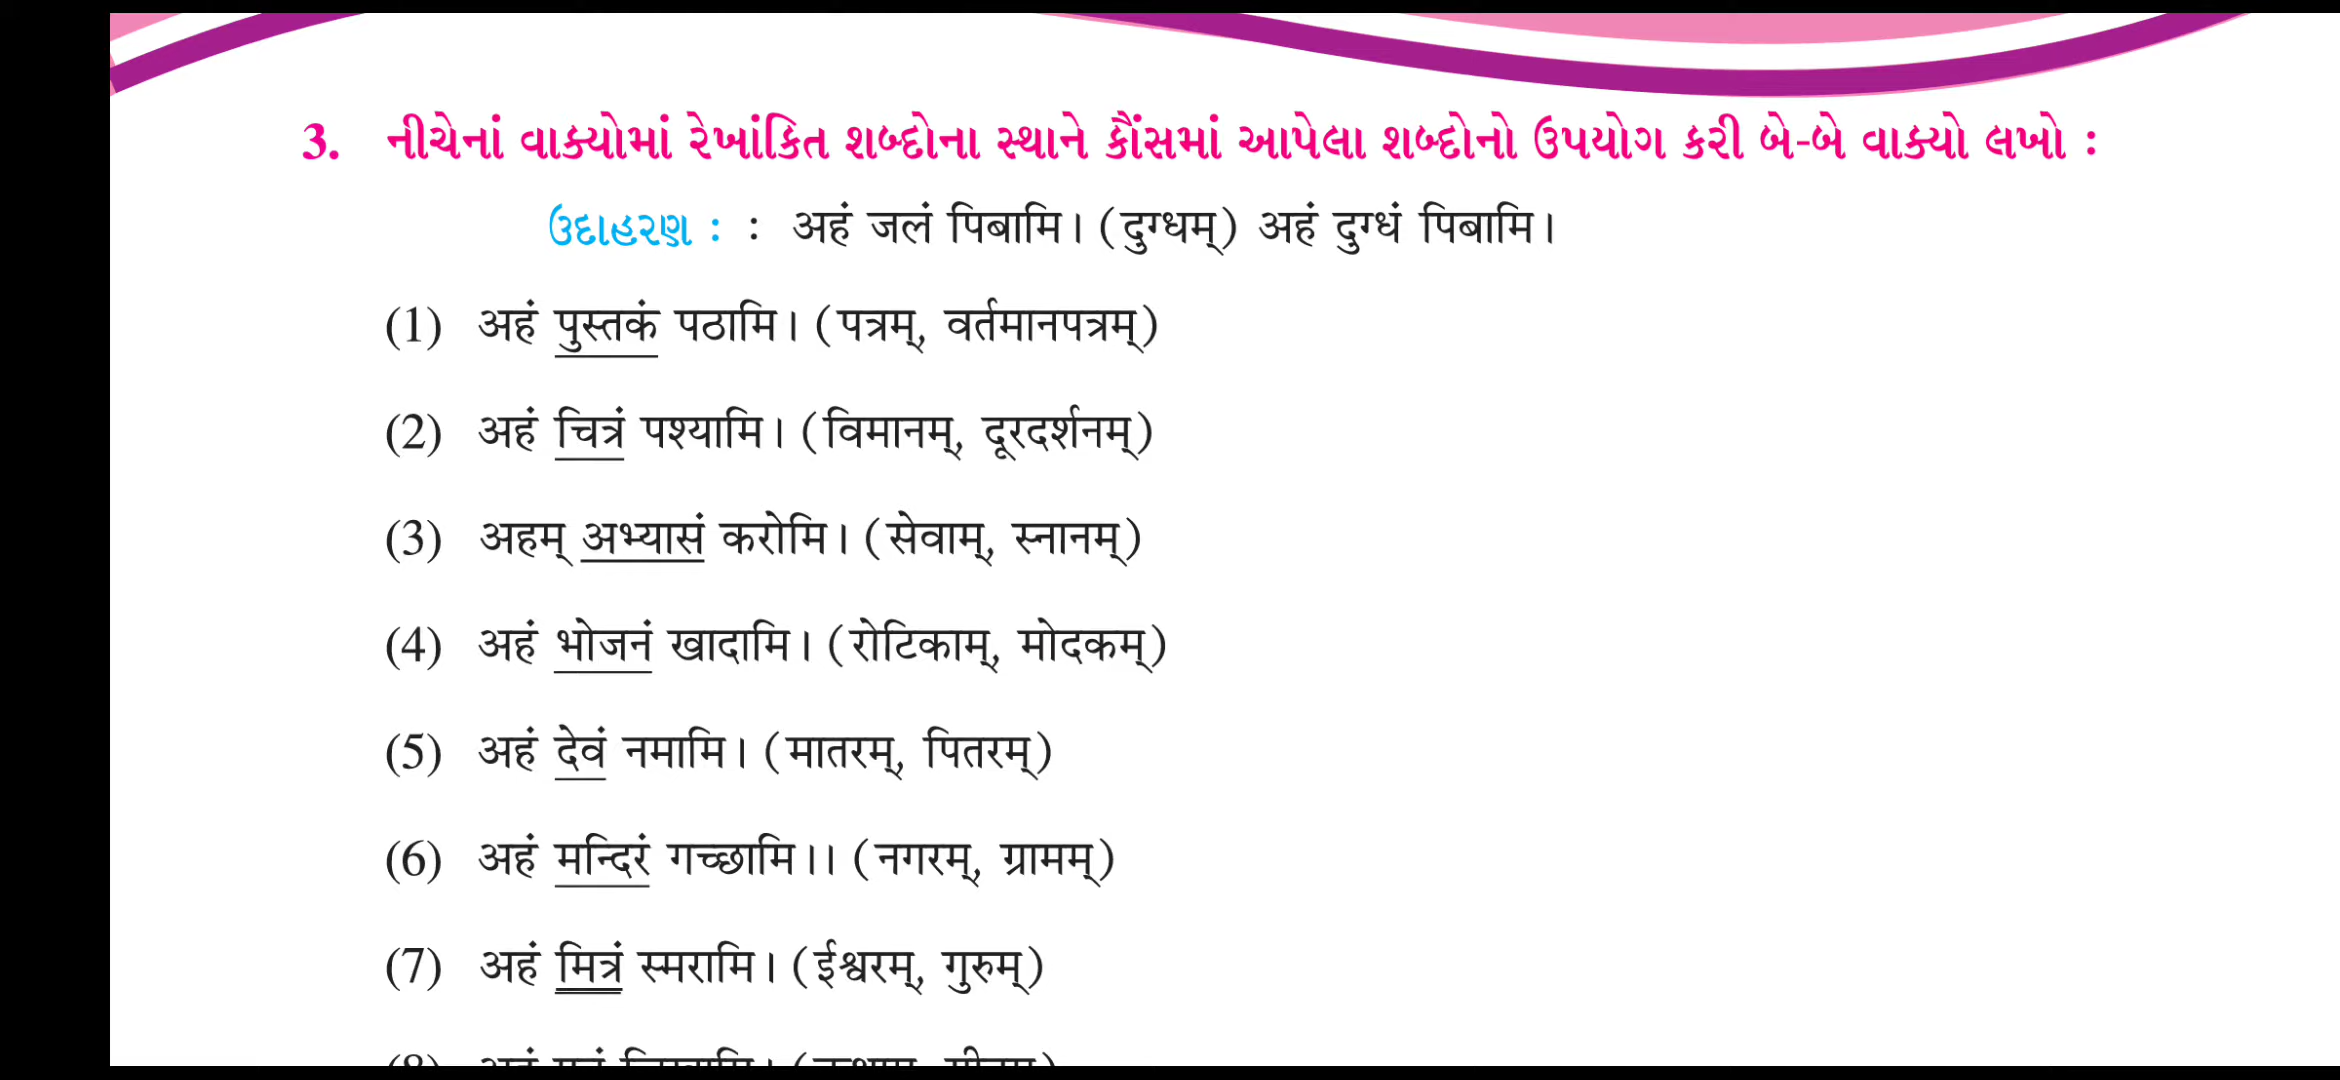 3. નીચેનાં વાક્યોમાં રેખાંકિત શબ્દોના સ્થાને કૌંસમાં આપેલા શબ્દોનો ઉપયોગ કરી બે-બે વાક્યો લખો :
ઉદાહરણ : : अहं जलं पिबामि। (दुग्धम्) अहं दुग्धं पिबामि।
(1) अहं पुस्तकं पठामि। (पत्रम्, वर्तमानपत्रम्)
(2) अहं चित्रं पश्यामि। (विमानम्, दूरदर्शनम्)
(3) अहम् अभ्यासं करोमि। (सेवाम्, स्नानम्)
(4) अहं भोजनं खादामि। (रोटिकाम्, मोदकम्)
(5) अहं देवं नमामि। (मातरम्, पितरम्)
(6) अहं मन्दिरं गच्छामि।। (नगरम्, ग्रामम्)
(7) अहं मित्रं स्मरामि। (ईश्वरम्, गुरुम्)
(8) अहं